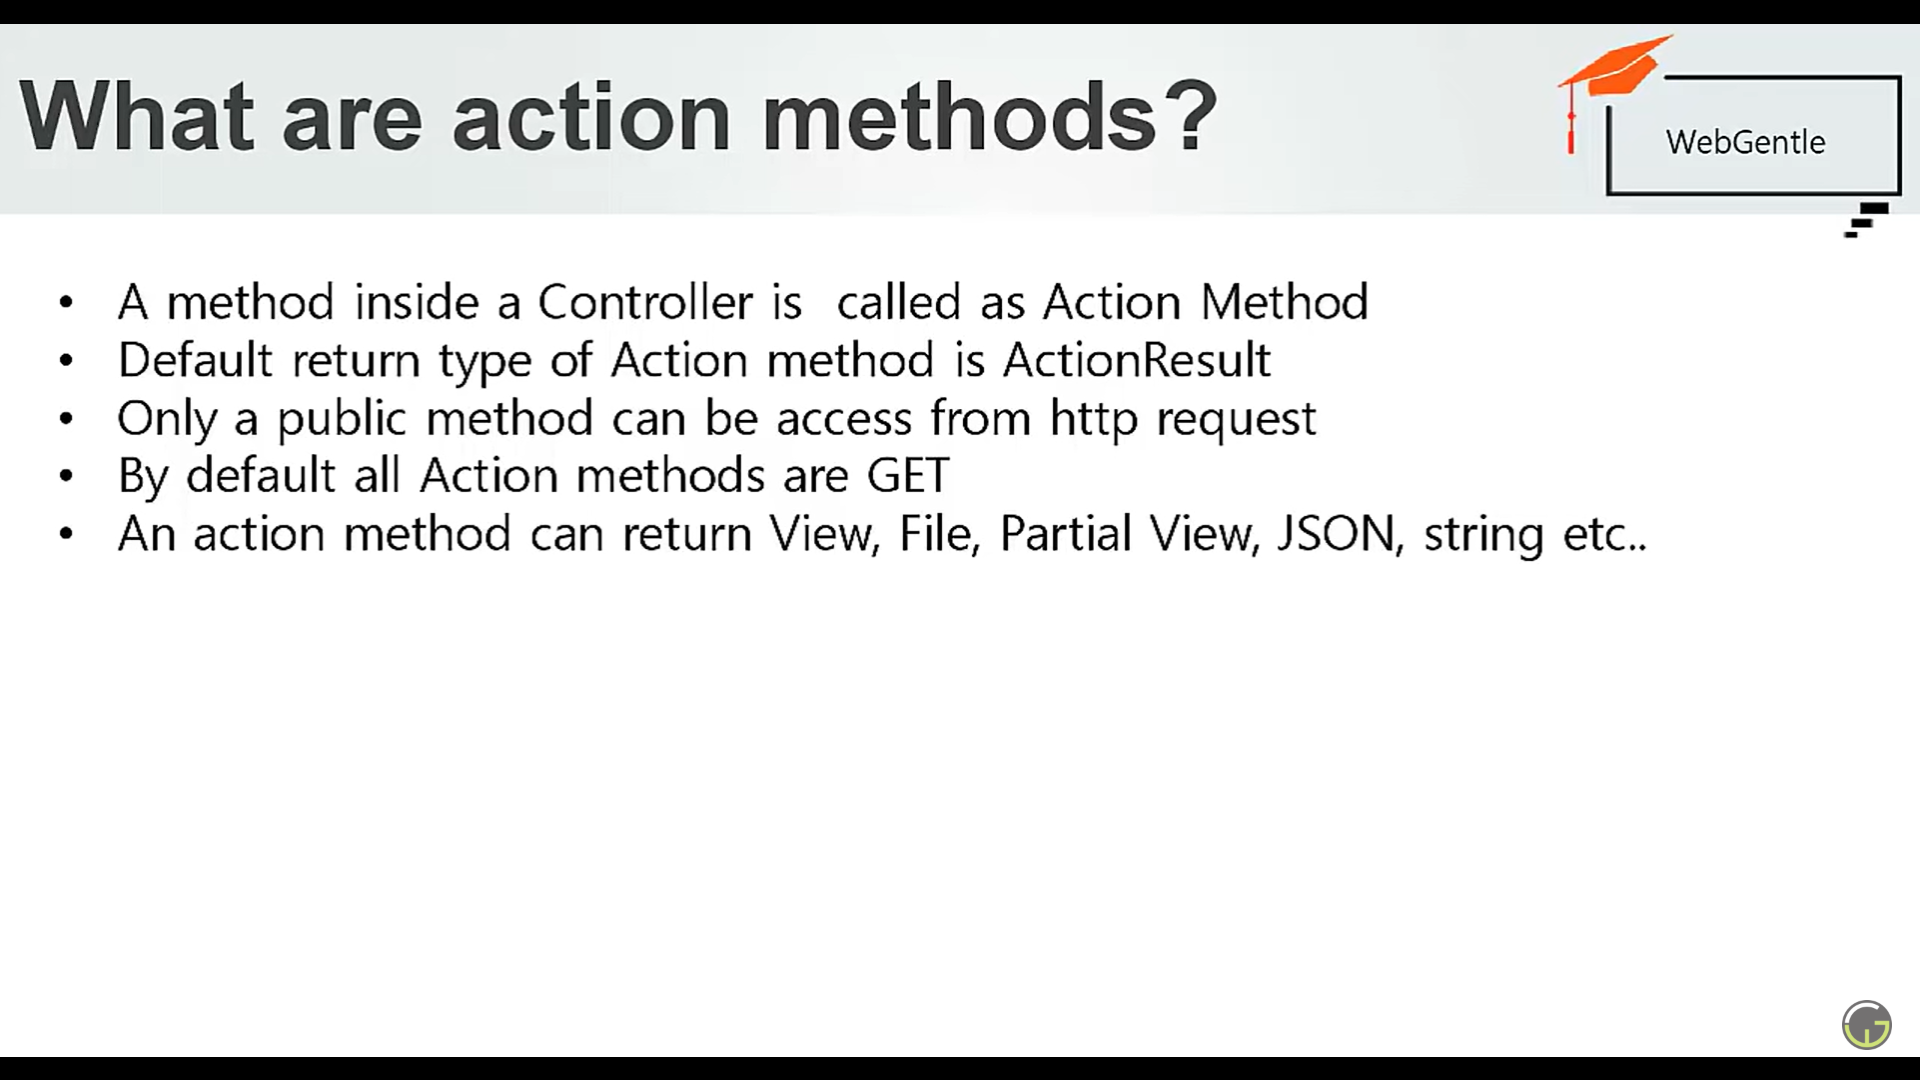 What are action methods?
WebGentle
• A method inside a Controller is called as Action Method
• Default return type of Action method is ActionResult
• Only a public method can be access from http request
• By default all Action methods are GET
• An action method can return View, File, Partial View, JSON, string etc..